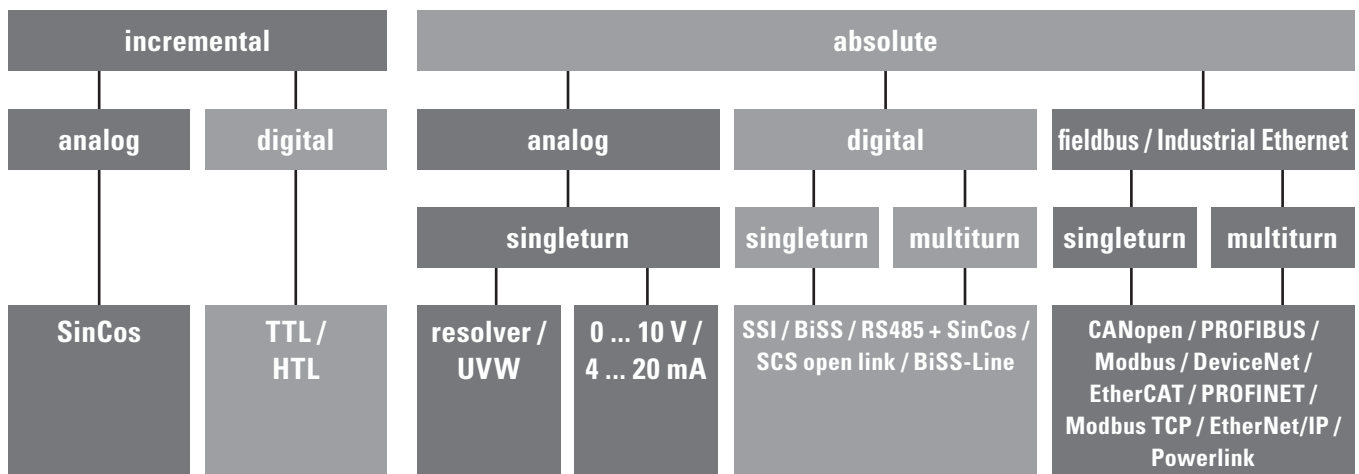 incremental
absolute
analog
digital
analog
digital
fieldbus / Industrial Ethernet
singleturn
singleturn
multiturn
singleturn
multiturn
SinCos
TTL /
HTL
resolver /
UVW
0 ... 10 V /
4 ... 20 mA
SSI / BiSS / RS485 + SinCos /
SCS open link / BiSS-Line
CANopen / PROFIBUS /
Modbus / DeviceNet /
EtherCAT / PROFINET /
Modbus TCP / EtherNet/IP /
Powerlink